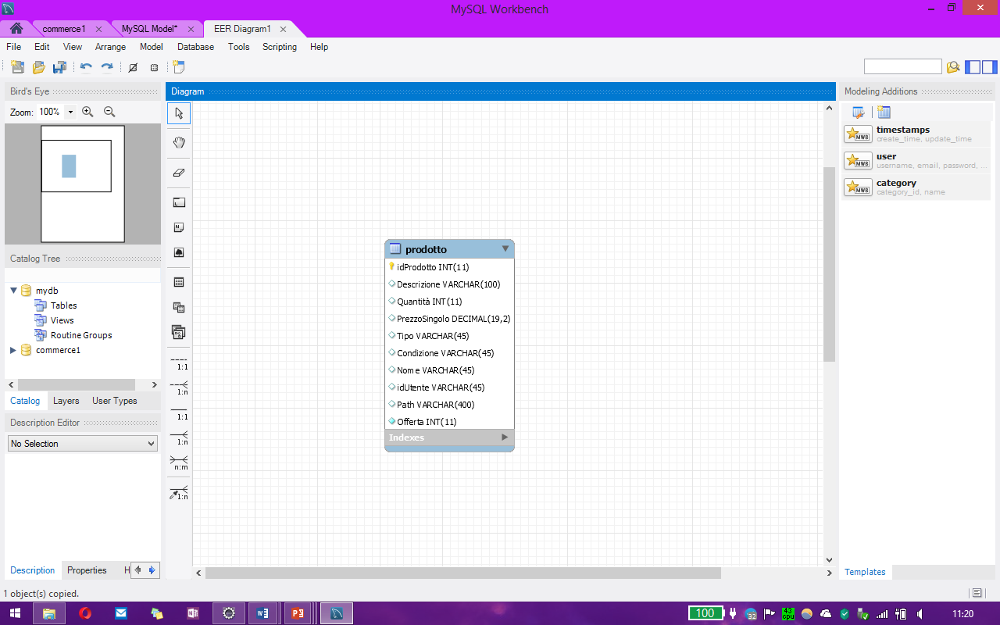 MySQL Workbench
commerce1
MySQL Model*
EER Diagram1
File Edit View Arrange Model Database Tools Scripting Help
Bird's Eye
Zoom: 100%
Catalog Tree
mydb
Tables
Views
Routine Groups
commerce1
Catalog Layers User Types
Description Editor
No Selection
Description Properties H
Diagram
1:1
1:n
1:1
1:n
n:m
1:n
prodotto
idProdotto INT(11)
Descrizione VARCHAR(100)
Quantità INT(11)
PrezzoSingolo DECIMAL(19,2)
Tipo VARCHAR(45)
Condizione VARCHAR(45)
Nome VARCHAR(45)
idUtente VARCHAR(45)
Path VARCHAR(400)
Offerta INT(11)
Indexes
Modeling Additions
MWB
timestamps
create_time, update_time
MWB
user
username, email, password, ...
MWB
category
category_id, name
Templates
1 object(s) copied.
100
32
43
cpu
11:20